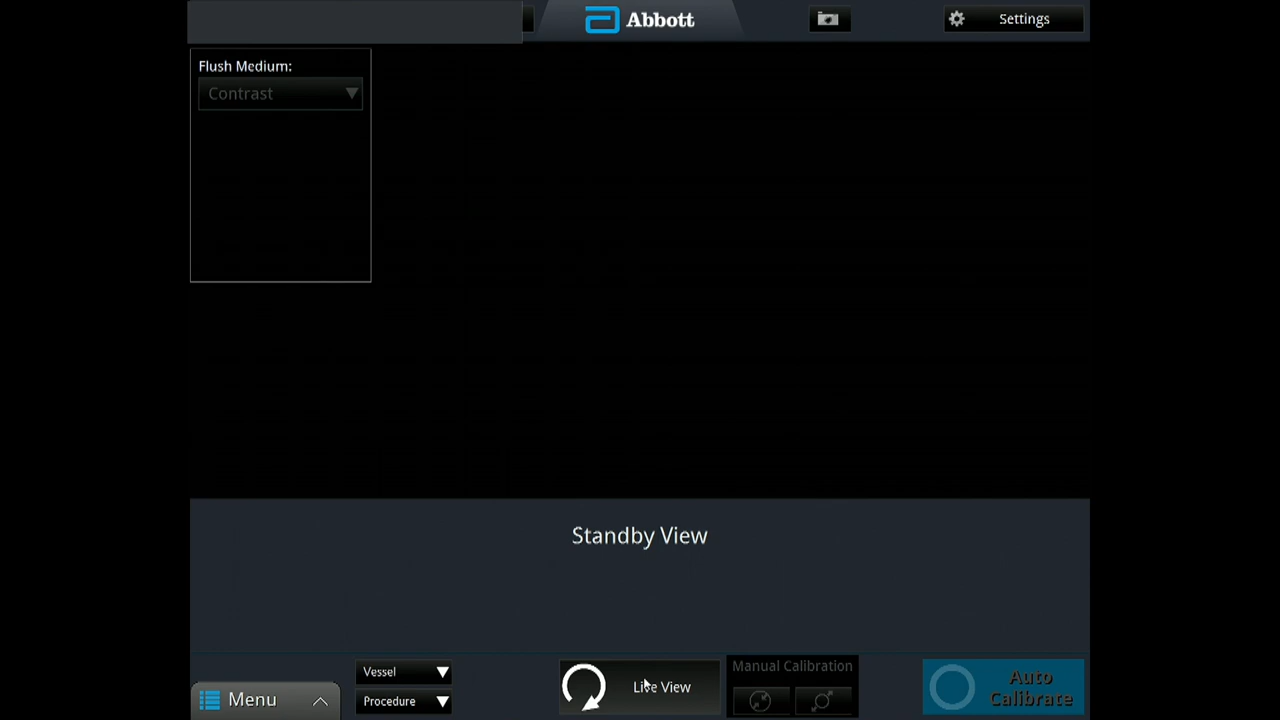 Abbott
Settings
Flush Medium:
Contrast
Standby View
Menu
Vessel
Procedure
Live View
Manual Calibration
Auto
Calibrate